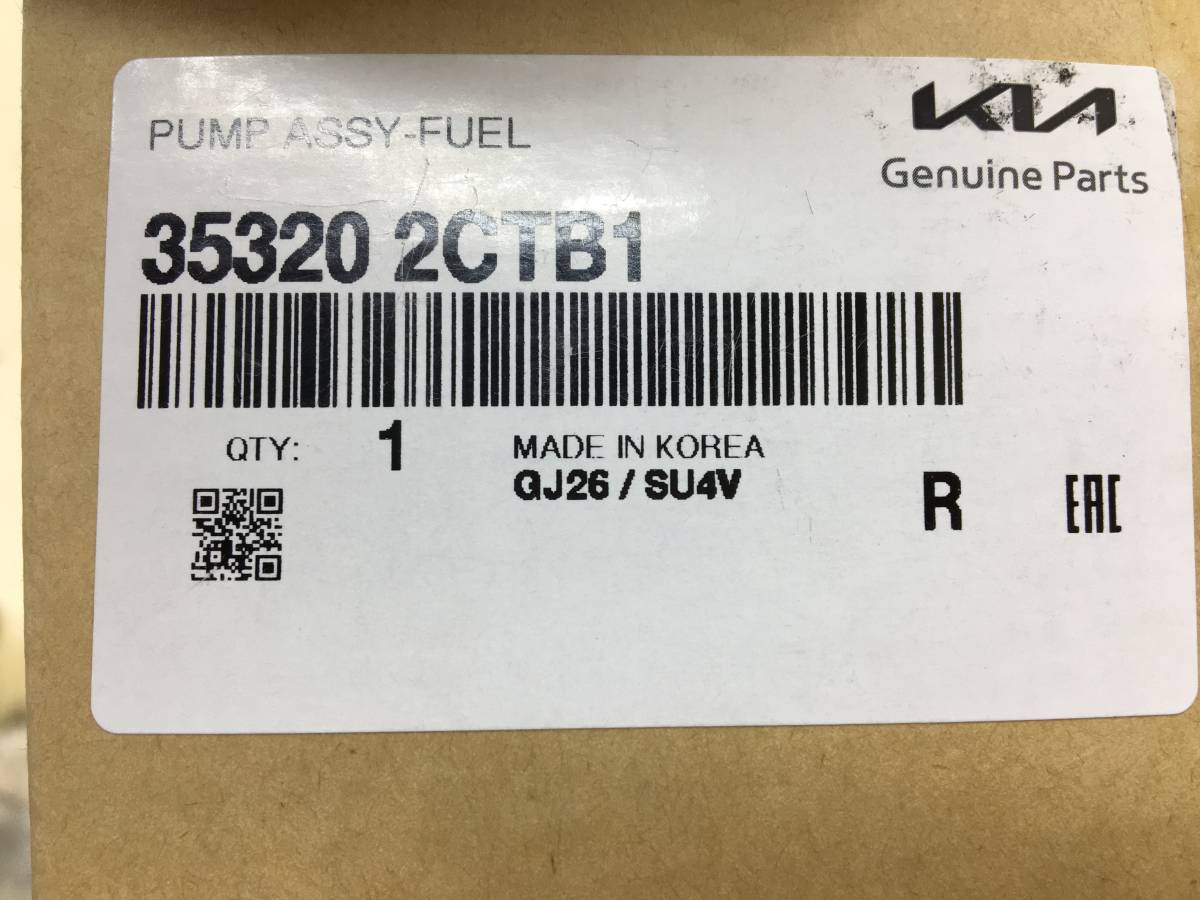 PUMP ASSY-FUEL
KIA
Genuine Parts
35320 2CTB1
QTY: 1
MADE IN KOREA
GJ26 / SU4V
R
EAC